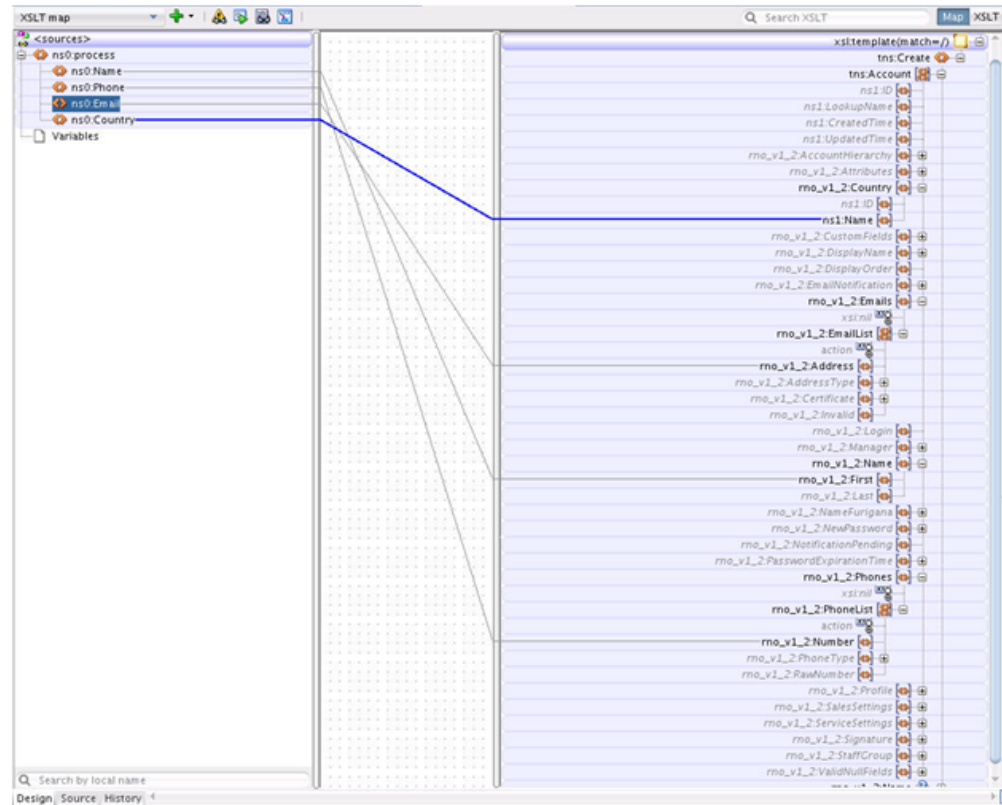 XSLT map
Search XSLT
Map XSLT
<sources>
ns0:process
ns0:Name
ns0:Phone
ns0:Email
ns0:Country
Variables
xsl:template(match=/)
tns:Create
tns:Account
ns1:ID
ns1:LookupName
ns1:CreatedTime
ns1:UpdatedTime
rno_v1_2:AccountHierarchy
rno_v1_2:Attributes
rno_v1_2:Country
ns1:ID
ns1:Name
rno_v1_2:CustomFields
rno_v1_2:DisplayName
rno_v1_2:DisplayOrder
rno_v1_2:EmailNotification
rno_v1_2:Emails
xsi:nil
rno_v1_2:EmailList
action
rno_v1_2:Address
rno_v1_2:AddressType
rno_v1_2:Certificate
rno_v1_2:Invalid
rno_v1_2:Login
rno_v1_2:Manager
rno_v1_2:Name
rno_v1_2:First
rno_v1_2:Last
rno_v1_2:NameFurigana
rno_v1_2:NewPassword
rno_v1_2:NotificationPending
rno_v1_2:PasswordExpirationTime
rno_v1_2:Phones
xsi:nil
rno_v1_2:PhoneList
action
rno_v1_2:Number
rno_v1_2:PhoneType
rno_v1_2:RawNumber
rno_v1_2:Profile
rno_v1_2:SalesSettings
rno_v1_2:ServiceSettings
rno_v1_2:Signature
rno_v1_2:StaffGroup
rno_v1_2:ValidNullFields
Search by local name
Design Source History